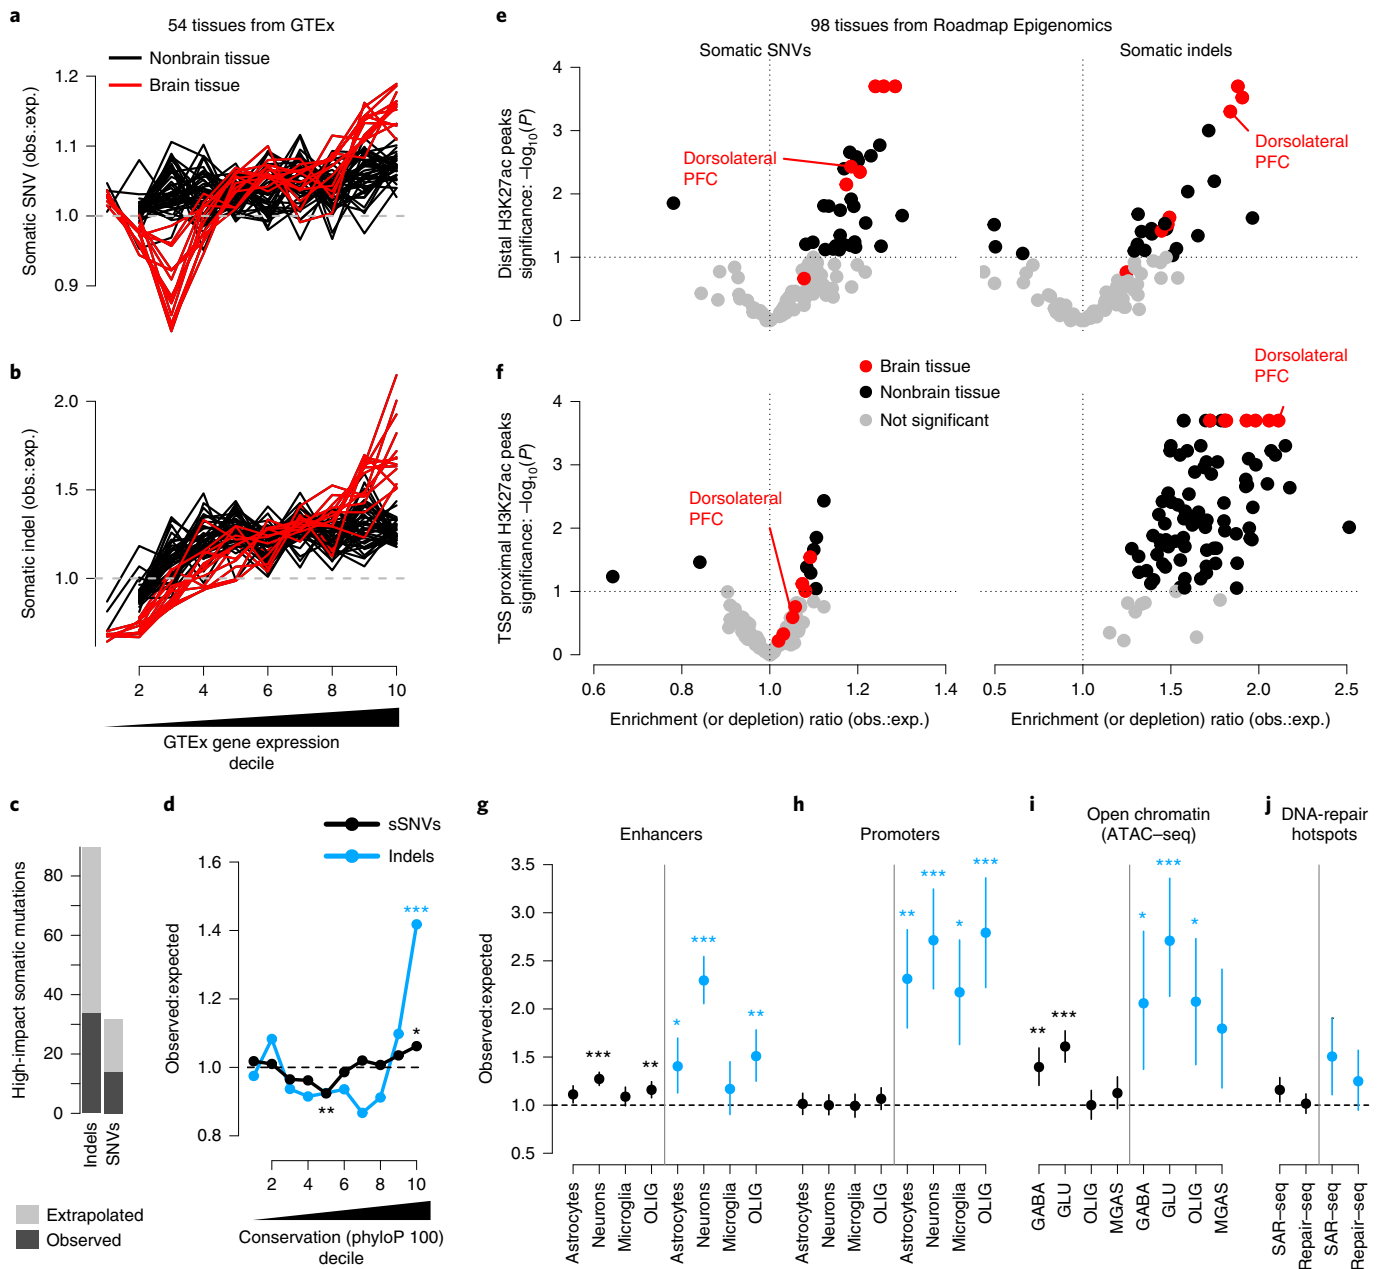 a
54 tissues from GTEx
Nonbrain tissue
Brain tissue
Somatic SNV (obs.:exp.)
1.2
1.1
1.0
0.9
b
Somatic indel (obs.:exp.)
2.0
1.5
1.0
2 4 6 8 10
GTEx gene expression
decile
e
98 tissues from Roadmap Epigenomics
Somatic SNVs
Somatic indels
Distal H3K27ac peaks
significance: –log10(P)
4
3
2
1
0
Dorsolateral
PFC
Dorsolateral
PFC
f
Brain tissue
Nonbrain tissue
Not significant
Dorsolateral
PFC
TSS proximal H3K27ac peaks
significance: –log10(P)
4
3
2
1
0
Dorsolateral
PFC
0.6 0.8 1.0 1.2 1.4
Enrichment (or depletion) ratio (obs.:exp.)
0.5 1.0 1.5 2.0 2.5
Enrichment (or depletion) ratio (obs.:exp.)
c
High-impact somatic mutations
80
60
40
20
0
Indels
SNVs
Extrapolated
Observed
d
sSNVs
Indels
Observed:expected
1.6
1.4
1.2
1.0
0.8
***
*
**
2 4 6 8 10
Conservation (phyloP 100)
decile
g
Enhancers
Observed:expected
3.5
3.0
2.5
2.0
1.5
1.0
0.5
*** ** * *** **
Astrocytes
Neurons
Microglia
OLIG
Astrocytes
Neurons
Microglia
OLIG
h
Promoters
** *** * ***
Astrocytes
Neurons
Microglia
OLIG
Astrocytes
Neurons
Microglia
OLIG
i
Open chromatin
(ATAC–seq)
** *** * *** *
GABA
GLU
OLIG
MGAS
GABA
GLU
OLIG
MGAS
j
DNA-repair
hotspots
SAR–seq
Repair–seq
SAR–seq
Repair–seq